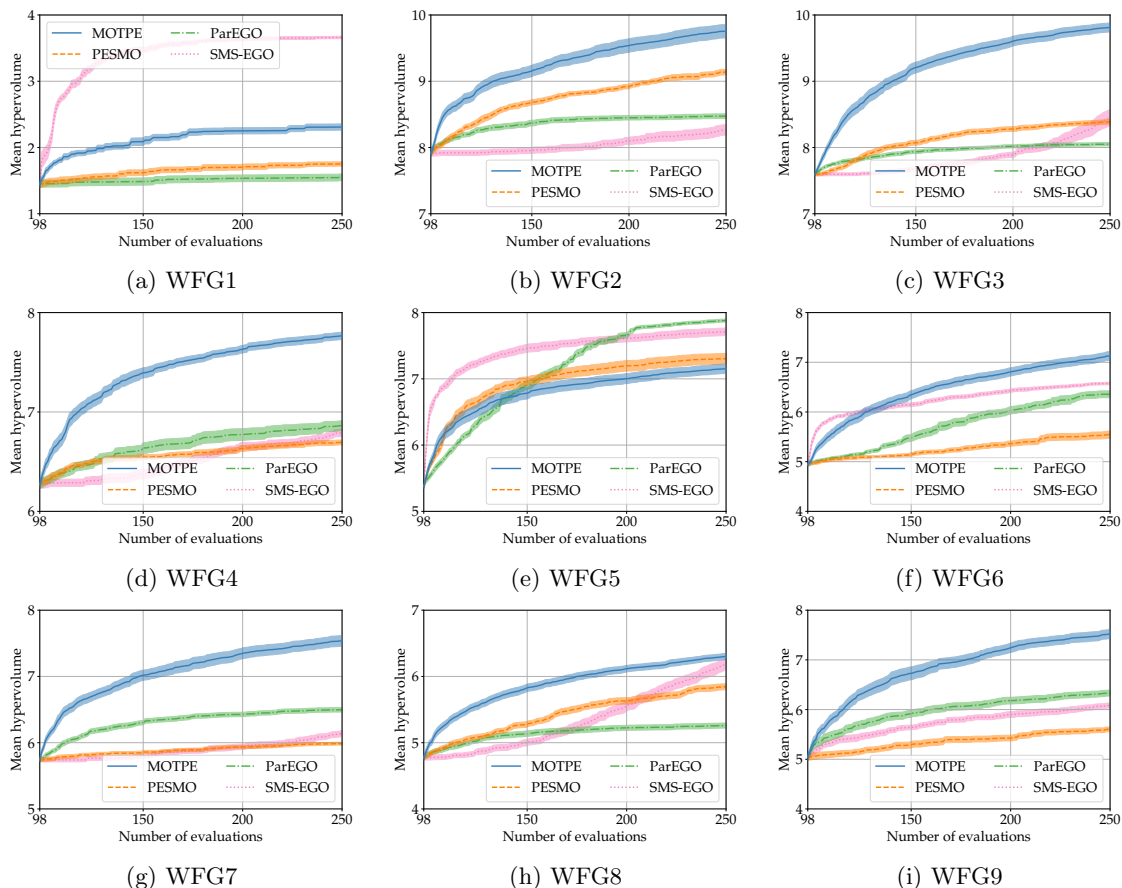 4
3
2
1
Mean hypervolume
MOTPE
PESMO
ParEGO
SMS-EGO
98
150
200
250
Number of evaluations
(a) WFG1
10
9
8
7
Mean hypervolume
MOTPE
PESMO
ParEGO
SMS-EGO
98
150
200
250
Number of evaluations
(b) WFG2
10
9
8
7
Mean hypervolume
MOTPE
PESMO
ParEGO
SMS-EGO
98
150
200
250
Number of evaluations
(c) WFG3
8
7
6
Mean hypervolume
MOTPE
PESMO
ParEGO
SMS-EGO
98
150
200
250
Number of evaluations
(d) WFG4
8
7
6
5
Mean hypervolume
MOTPE
PESMO
ParEGO
SMS-EGO
98
150
200
250
Number of evaluations
(e) WFG5
8
7
6
5
4
Mean hypervolume
MOTPE
PESMO
ParEGO
SMS-EGO
98
150
200
250
Number of evaluations
(f) WFG6
8
7
6
5
Mean hypervolume
MOTPE
PESMO
ParEGO
SMS-EGO
98
150
200
250
Number of evaluations
(g) WFG7
7
6
5
4
Mean hypervolume
MOTPE
PESMO
ParEGO
SMS-EGO
98
150
200
250
Number of evaluations
(h) WFG8
8
7
6
5
4
Mean hypervolume
MOTPE
PESMO
ParEGO
SMS-EGO
98
150
200
250
Number of evaluations
(i) WFG9